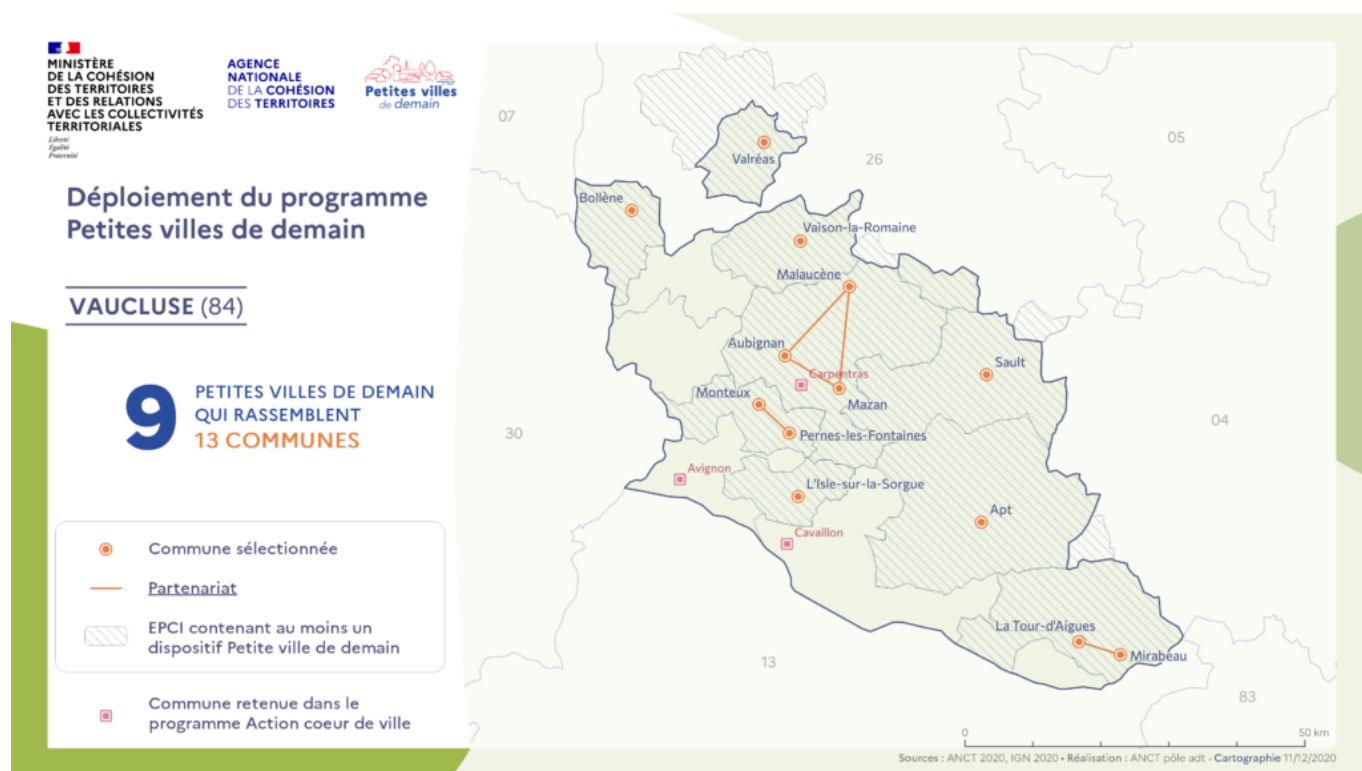 MINISTÈRE
DE LA COHÉSION
DES TERRITOIRES
ET DES RELATIONS
AVEC LES COLLECTIVITÉS
TERRITORIALES
Liberté
Égalité
Fraternité
AGENCE
NATIONALE
DE LA COHÉSION
DES TERRITOIRES
Petites villes
de demain
Déploiement du programme
Petites villes de demain
VAUCLUSE (84)
9
PETITES VILLES DE DEMAIN
QUI RASSEMBLENT
13 COMMUNES
Commune sélectionnée
Partenariat
EPCI contenant au moins un
dispositif Petite ville de demain
Commune retenue dans le
programme Action coeur de ville
07
26
05
Valréas
Bollène
Vaison-la-Romaine
Malaucène
Aubignan
Sault
Carpentras
Monteux
Mazan
04
30
Pernes-les-Fontaines
Avignon
L'Isle-sur-la-Sorgue
Apt
Cavaillon
La Tour-d'Aigues
Mirabeau
13
83
0
50 km
Sources : ANCT 2020, IGN 2020 • Réalisation : ANCT pôle adt - Cartographie 11/12/2020